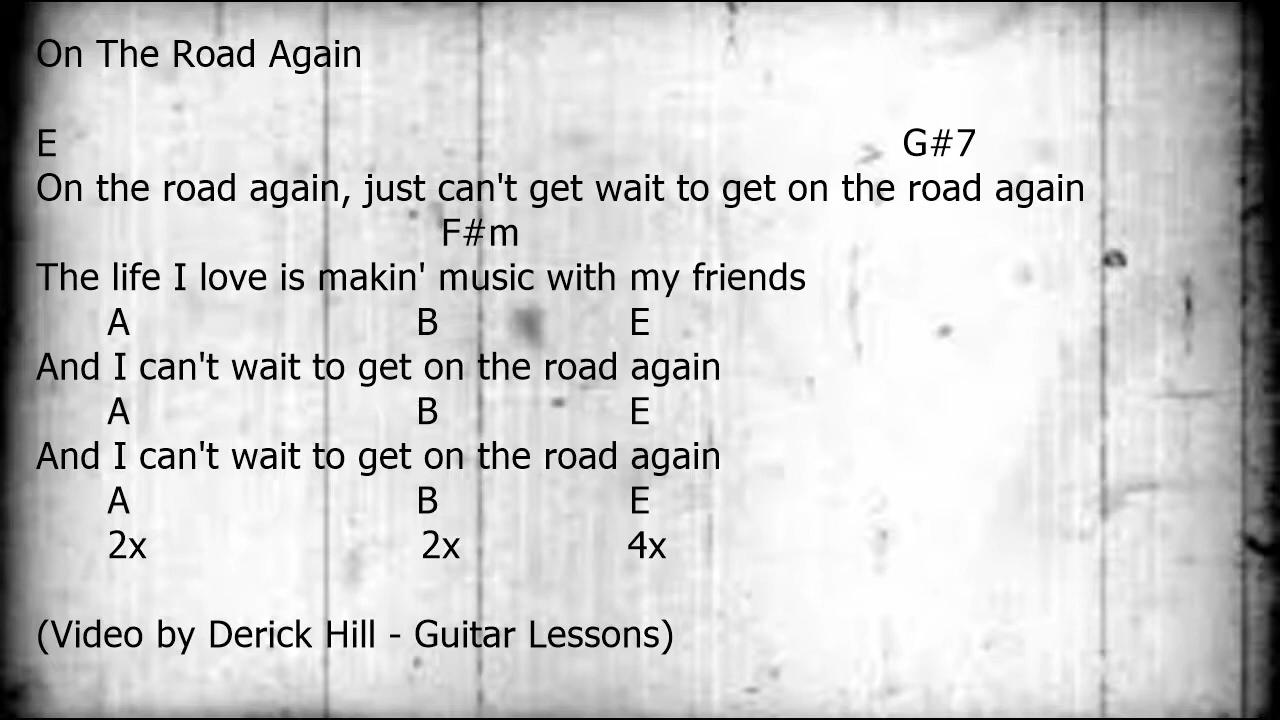 On The Road Again
E G#7
On the road again, just can't get wait to get on the road again
F#m
The life I love is makin' music with my friends
A B E
And I can't wait to get on the road again
A B E
And I can't wait to get on the road again
A B E
2x 2x 4x
(Video by Derick Hill - Guitar Lessons)